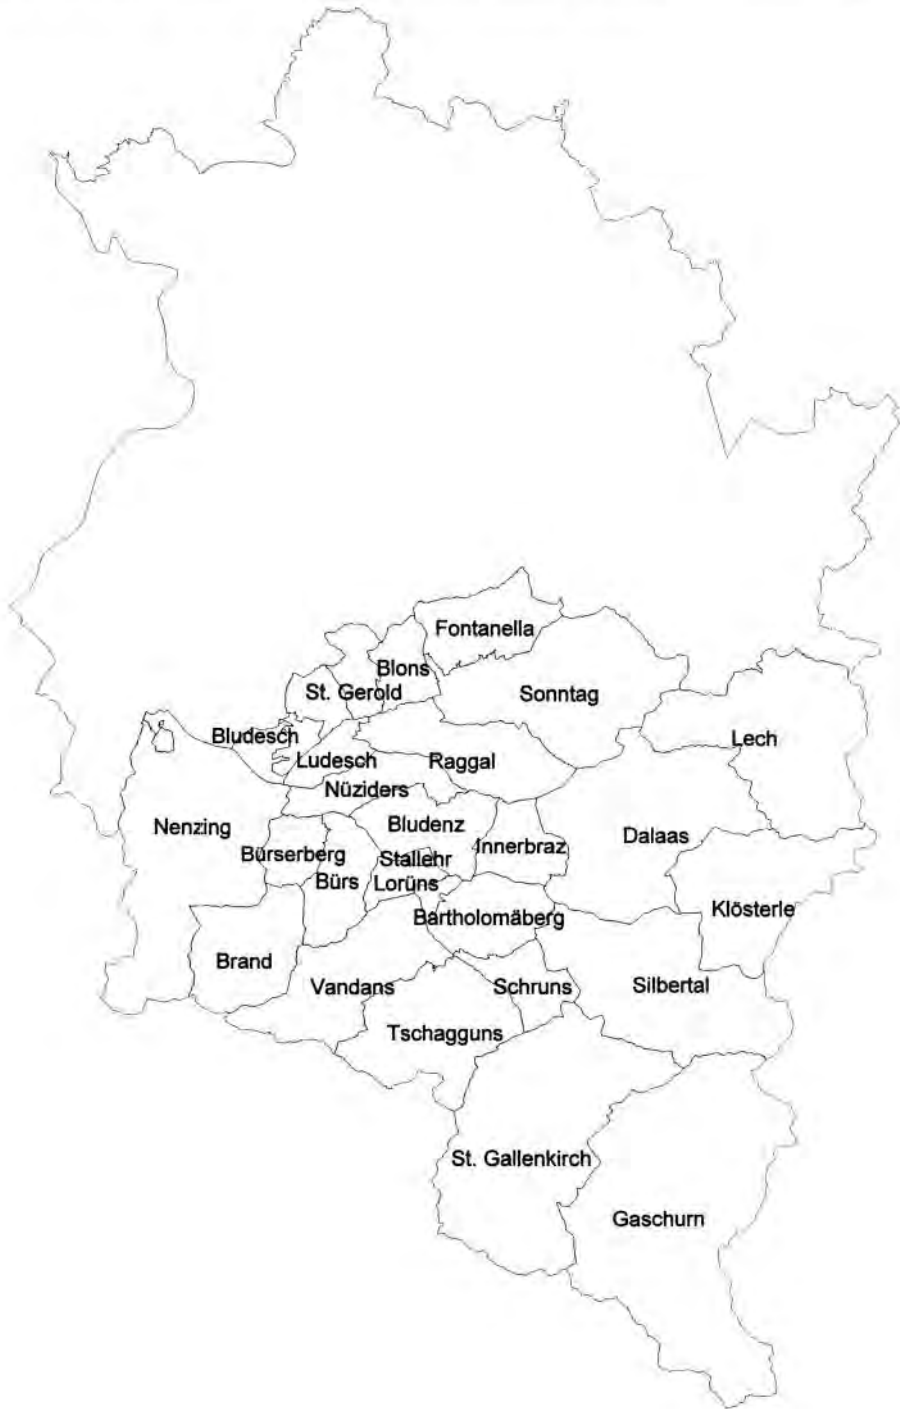 Fontanella
Blons
St. Gerold
Sonntag
Bludesch
Lech
Ludesch
Raggal
Nüziders
Nenzing
Bludenz
Dalaas
Innerbraz
Bürserberg
Stallehr
Bürs
Lorüns
Klösterle
Bartholomäberg
Brand
Vandans
Schruns
Silbertal
Tschagguns
St. Gallenkirch
Gaschurn